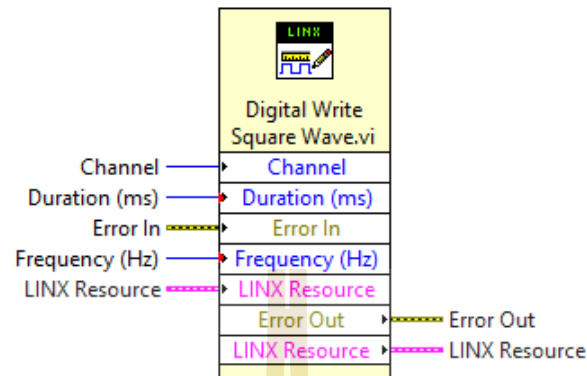 LINX
Digital Write
Square Wave.vi
Channel Channel
Duration (ms) Duration (ms)
Error In Error In
Frequency (Hz) Frequency (Hz)
LINX Resource LINX Resource
Error Out Error Out
LINX Resource LINX Resource